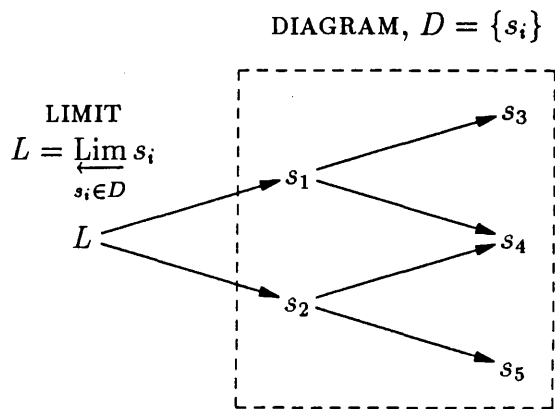 DIAGRAM, D = {s_i}
LIMIT
L = Lim s_i
s_i∈D
s_3
s_1
L
s_4
s_2
s_5